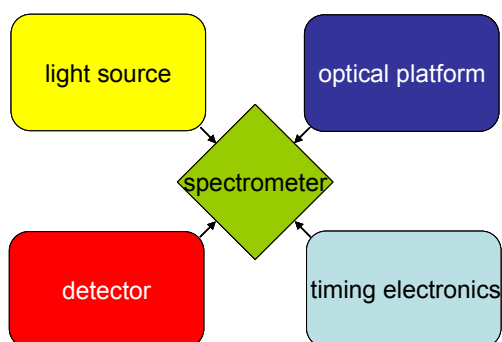 light source
optical platform
spectrometer
detector
timing electronics